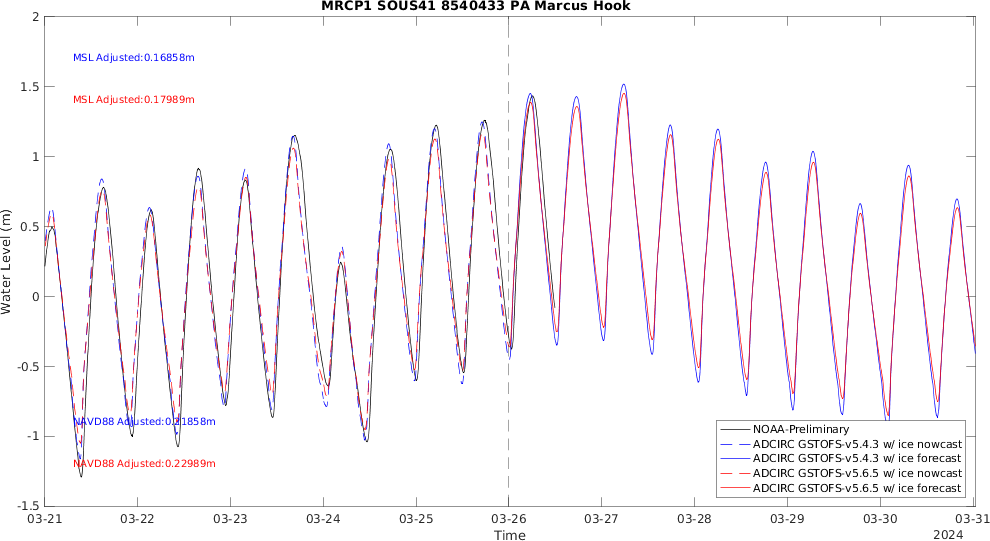 MRCP1 SOUS41 8540433 PA Marcus Hook
2
1.5
1
0.5
0
-0.5
-1
-1.5
Water Level (m)
MSL Adjusted:0.16858m
MSL Adjusted:0.17989m
NAVD88 Adjusted:0.21858m
NAVD88 Adjusted:0.22989m
NOAA-Preliminary
ADCIRC GSTOFS-v5.4.3 w/ ice nowcast
ADCIRC GSTOFS-v5.4.3 w/ ice forecast
ADCIRC GSTOFS-v5.6.5 w/ ice nowcast
ADCIRC GSTOFS-v5.6.5 w/ ice forecast
03-21 03-22 03-23 03-24 03-25 03-26 03-27 03-28 03-29 03-30 03-31
Time
2024